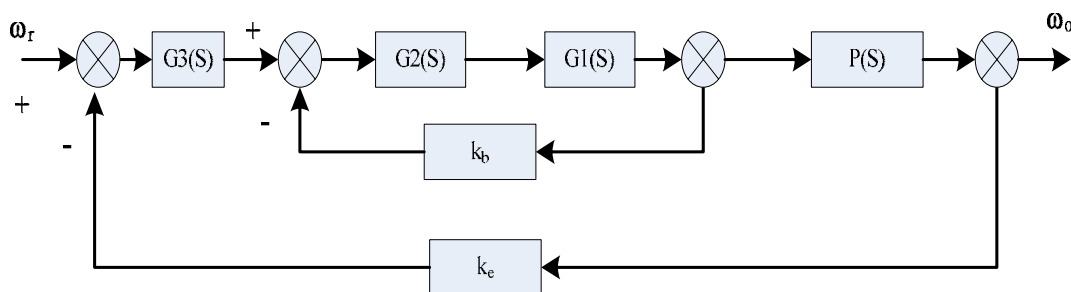 ω_r
+
G3(S)
+
G2(S)
G1(S)
P(S)
ω_o
-
-
k_b
k_e